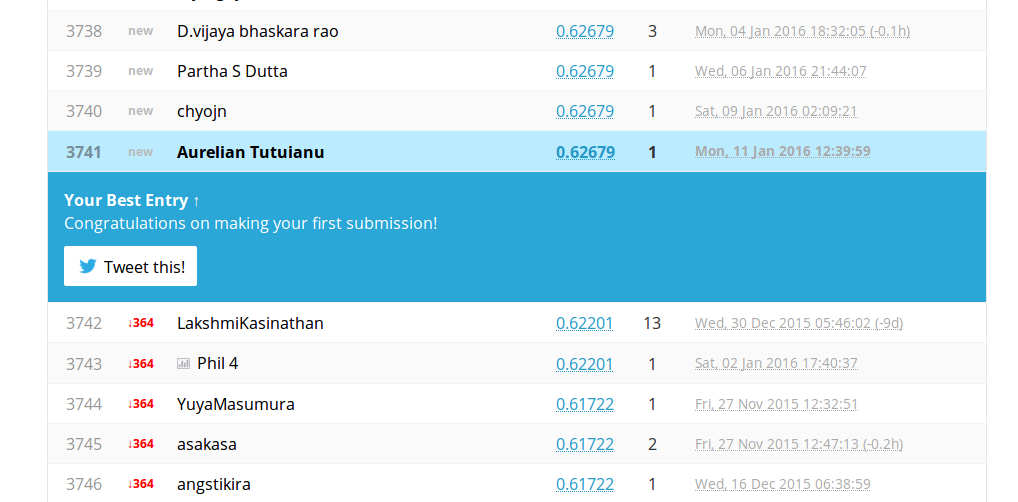 3738 new D.vijaya bhaskara rao 0.62679 3 Mon, 04 Jan 2016 18:32:05 (-0.1h)
3739 new Partha S Dutta 0.62679 1 Wed, 06 Jan 2016 21:44:07
3740 new chyojn 0.62679 1 Sat, 09 Jan 2016 02:09:21
3741 new Aurelian Tutuianu 0.62679 1 Mon, 11 Jan 2016 12:39:59
Your Best Entry ↑
Congratulations on making your first submission!
Tweet this!
3742 ↓364 LakshmiKasinathan 0.62201 13 Wed, 30 Dec 2015 05:46:02 (-9d)
3743 ↓364 Phil 4 0.62201 1 Sat, 02 Jan 2016 17:40:37
3744 ↓364 YuyaMasumura 0.61722 1 Fri, 27 Nov 2015 12:32:51
3745 ↓364 asakasa 0.61722 2 Fri, 27 Nov 2015 12:47:13 (-0.2h)
3746 ↓364 angstikira 0.61722 1 Wed, 16 Dec 2015 06:38:59